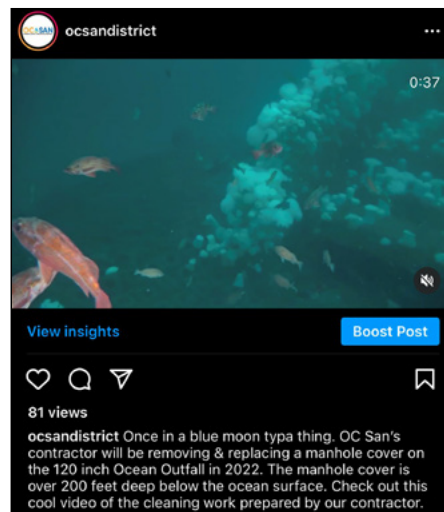 OC SAN
ocsandistrict
0:37
View insights
Boost Post
81 views
ocsandistrict Once in a blue moon typa thing. OC San's
contractor will be removing & replacing a manhole cover on
the 120 inch Ocean Outfall in 2022. The manhole cover is
over 200 feet deep below the ocean surface. Check out this
cool video of the cleaning work prepared by our contractor.